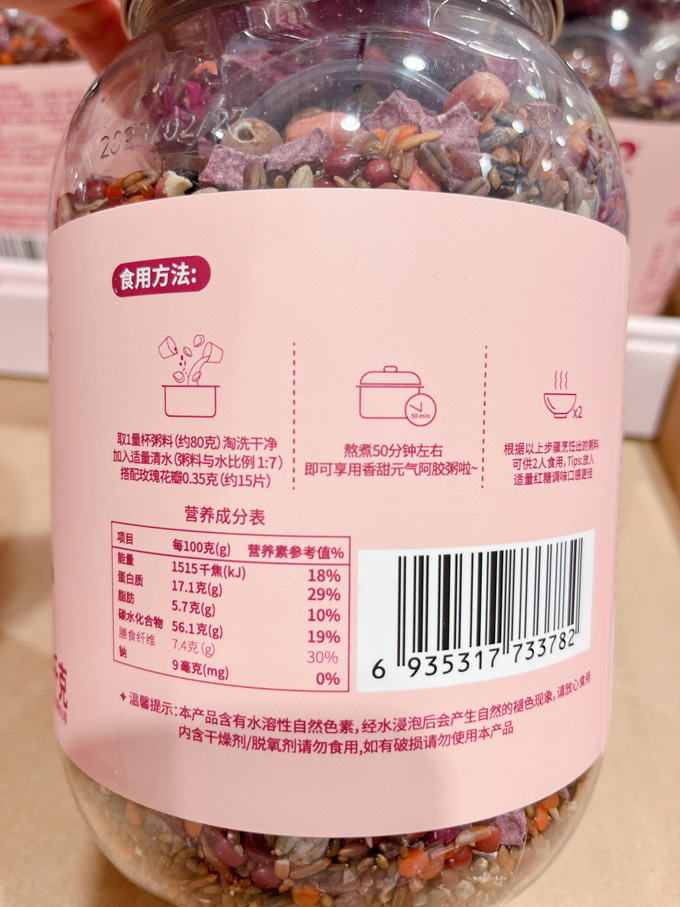 食用方法:
50 min
x2
取1量杯粥料(约80克)淘洗干净
加入适量清水(粥料与水比例1:7)
搭配玫瑰花瓣0.35克(约15片)
熬煮50分钟左右
即可享用香甜元气阿胶粥啦~
根据以上步骤烹饪出的粥料
可供2人食用, Tips:放入
适量红糖调味口感更佳
营养成分表
项目 每100克(g) 营养素参考值%
能量 1515千焦(kJ) 18%
蛋白质 17.1克(g) 29%
脂肪 5.7克(g) 10%
碳水化合物 56.1克(g) 19%
膳食纤维 7.4克(g) 30%
钠 9毫克(mg) 0%
6 935317 733782
温馨提示:本产品含有水溶性自然色素,经水浸泡后会产生自然的褪色现象,请放心食用
内含干燥剂/脱氧剂请勿食用,如有破损请勿使用本产品
千克